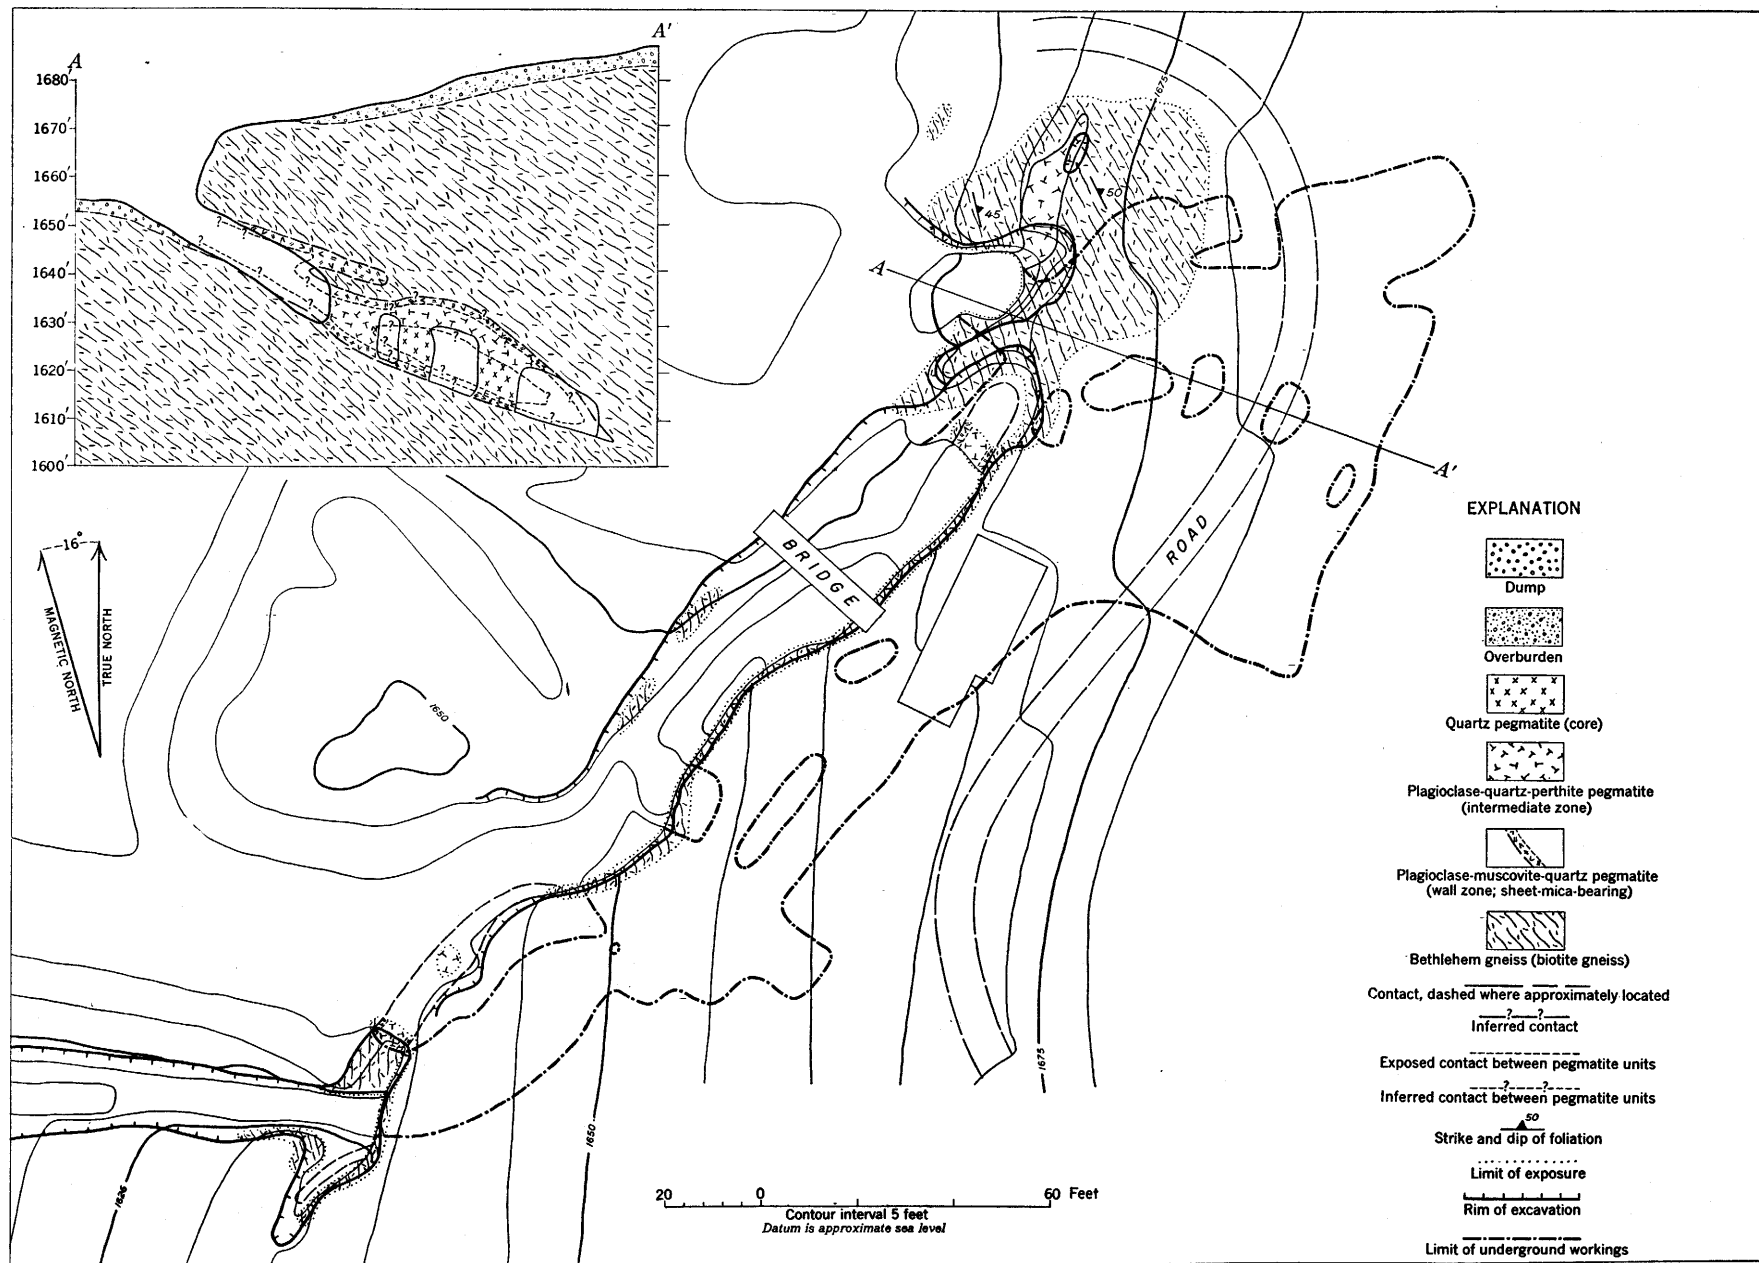 A
A'
1680'
1670'
1660'
1650'
1640'
1630'
1620'
1610'
1600'
?
1675
50
45
A
A'
-16°
MAGNETIC NORTH
TRUE NORTH
1650
BRIDGE
ROAD
1675
1650
1626
20 0 60 Feet
Contour interval 5 feet
Datum is approximate sea level
EXPLANATION
Dump
Overburden
Quartz pegmatite (core)
Plagioclase-quartz-perthite pegmatite
(intermediate zone)
Plagioclase-muscovite-quartz pegmatite
(wall zone; sheet-mica-bearing)
Bethlehem gneiss (biotite gneiss)
Contact, dashed where approximately located
? ?
Inferred contact
Exposed contact between pegmatite units
? ?
Inferred contact between pegmatite units
50
Strike and dip of foliation
Limit of exposure
Rim of excavation
Limit of underground workings